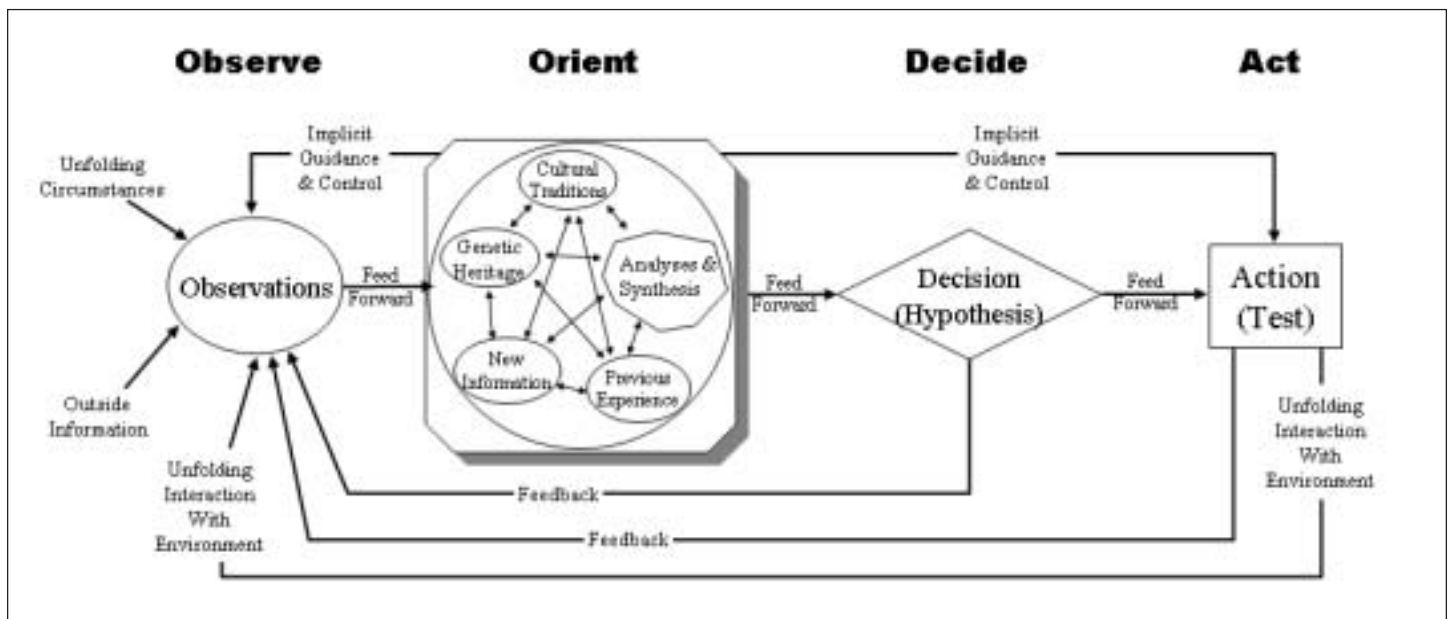 Observe
Orient
Decide
Act
Implicit
Guidance
& Control
Implicit
Guidance
& Control
Unfolding
Circumstances
Cultural
Traditions
Genetic
Heritage
Analyses &
Synthesis
Observations
Feed
Forward
Feed
Forward
Decision
(Hypothesis)
Feed
Forward
Action
(Test)
New
Information
Previous
Experience
Outside
Information
Unfolding
Interaction
With
Environment
Unfolding
Interaction
With
Environment
Feedback
Feedback